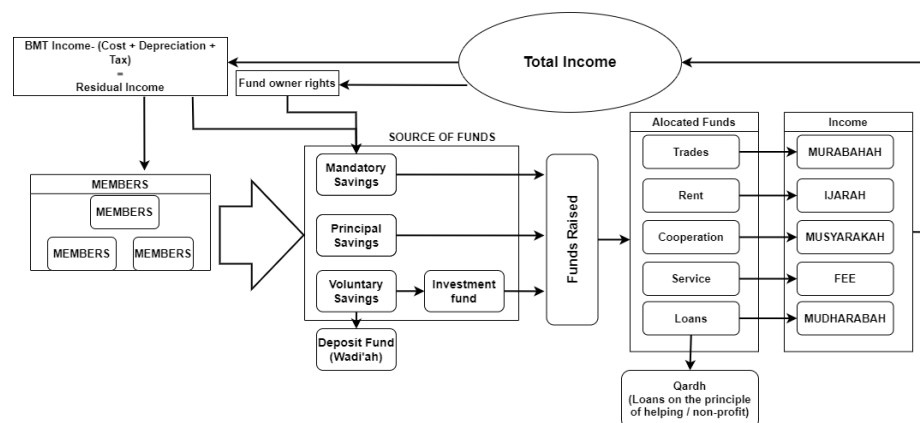 BMT Income- (Cost + Depreciation +
Tax)
=
Residual Income
Fund owner rights
Total Income
MEMBERS
MEMBERS
MEMBERS
MEMBERS
SOURCE OF FUNDS
Mandatory
Savings
Principal
Savings
Voluntary
Savings
Investment
fund
Deposit Fund
(Wadi'ah)
Funds Raised
Alocated Funds
Trades
Rent
Cooperation
Service
Loans
Qardh
(Loans on the principle
of helping / non-profit)
Income
MURABAHAH
IJARAH
MUSYARAKAH
FEE
MUDHARABAH